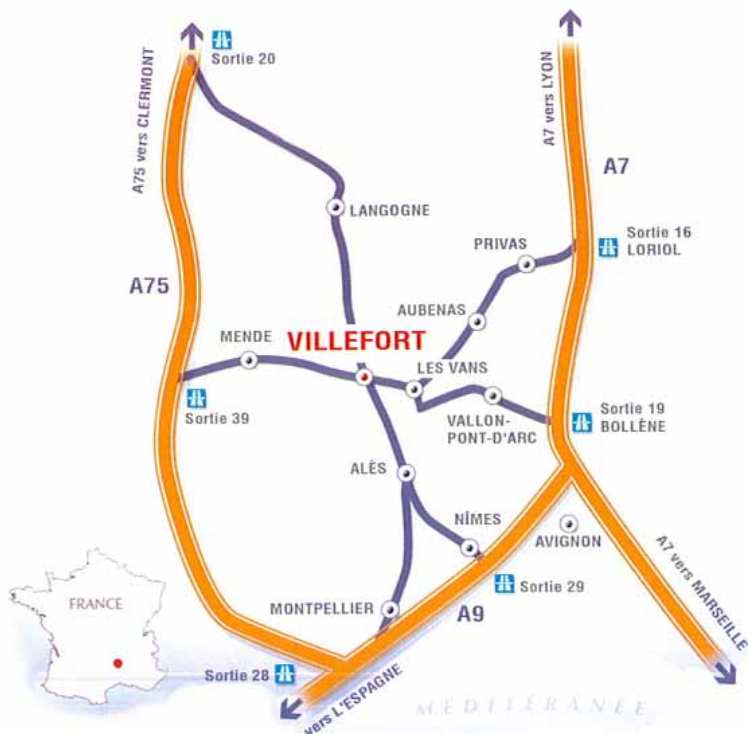 Sortie 20
A75 vers CLERMONT
A7 vers LYON
A7
LANGOGNE
Sortie 16
LORIOL
PRIVAS
A75
AUBENAS
MENDE
VILLEFORT
LES VANS
Sortie 39
VALLON-
PONT-D'ARC
Sortie 19
BOLLÈNE
ALÈS
NÎMES
AVIGNON
A7 vers MARSEILLE
FRANCE
MONTPELLIER
A9
Sortie 29
Sortie 28
vers L'ESPAGNE
MÉDITÉRANÉE